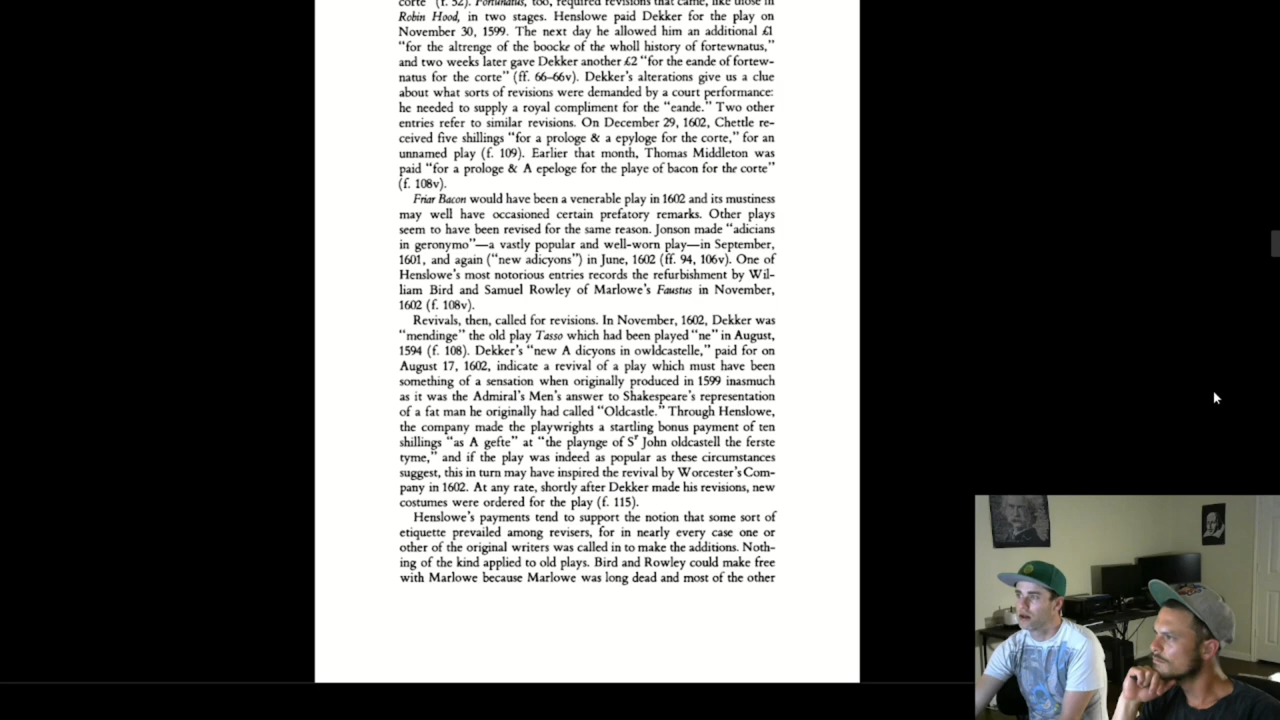 corte" (f. 52). Fortunatus, too, required revisions that came, like those in
Robin Hood, in two stages. Henslowe paid Dekker for the play on
November 30, 1599. The next day he allowed him an additional £1
"for the altrenge of the boocke of the wholl history of fortewnatus,"
and two weeks later gave Dekker another £2 "for the eande of fortew-
natus for the corte" (ff. 66–66v). Dekker's alterations give us a clue
about what sorts of revisions were demanded by a court performance:
he needed to supply a royal compliment for the "eande." Two other
entries refer to similar revisions. On December 29, 1602, Chettle re-
ceived five shillings "for a prologe & a epyloge for the corte," for an
unnamed play (f. 109). Earlier that month, Thomas Middleton was
paid "for a prologe & A epeloge for the playe of bacon for the corte"
(f. 108v).
Friar Bacon would have been a venerable play in 1602 and its mustiness
may well have occasioned certain prefatory remarks. Other plays
seem to have been revised for the same reason. Jonson made "adicians
in geronymo"—a vastly popular and well-worn play—in September,
1601, and again ("new adicyons") in June, 1602 (ff. 94, 106v). One of
Henslowe's most notorious entries records the refurbishment by Wil-
liam Bird and Samuel Rowley of Marlowe's Faustus in November,
1602 (f. 108v).
Revivals, then, called for revisions. In November, 1602, Dekker was
"mendinge" the old play Tasso which had been played "ne" in August,
1594 (f. 108). Dekker's "new A dicyons in owldcastelle," paid for on
August 17, 1602, indicate a revival of a play which must have been
something of a sensation when originally produced in 1599 inasmuch
as it was the Admiral's Men's answer to Shakespeare's representation
of a fat man he originally had called "Oldcastle." Through Henslowe,
the company made the playwrights a startling bonus payment of ten
shillings "as A gefte" at "the playnge of Sr John oldcastell the ferste
tyme," and if the play was indeed as popular as these circumstances
suggest, this in turn may have inspired the revival by Worcester's Com-
pany in 1602. At any rate, shortly after Dekker made his revisions, new
costumes were ordered for the play (f. 115).
Henslowe's payments tend to support the notion that some sort of
etiquette prevailed among revisers, for in nearly every case one or
other of the original writers was called in to make the additions. Noth-
ing of the kind applied to old plays. Bird and Rowley could make free
with Marlowe because Marlowe was long dead and most of the other